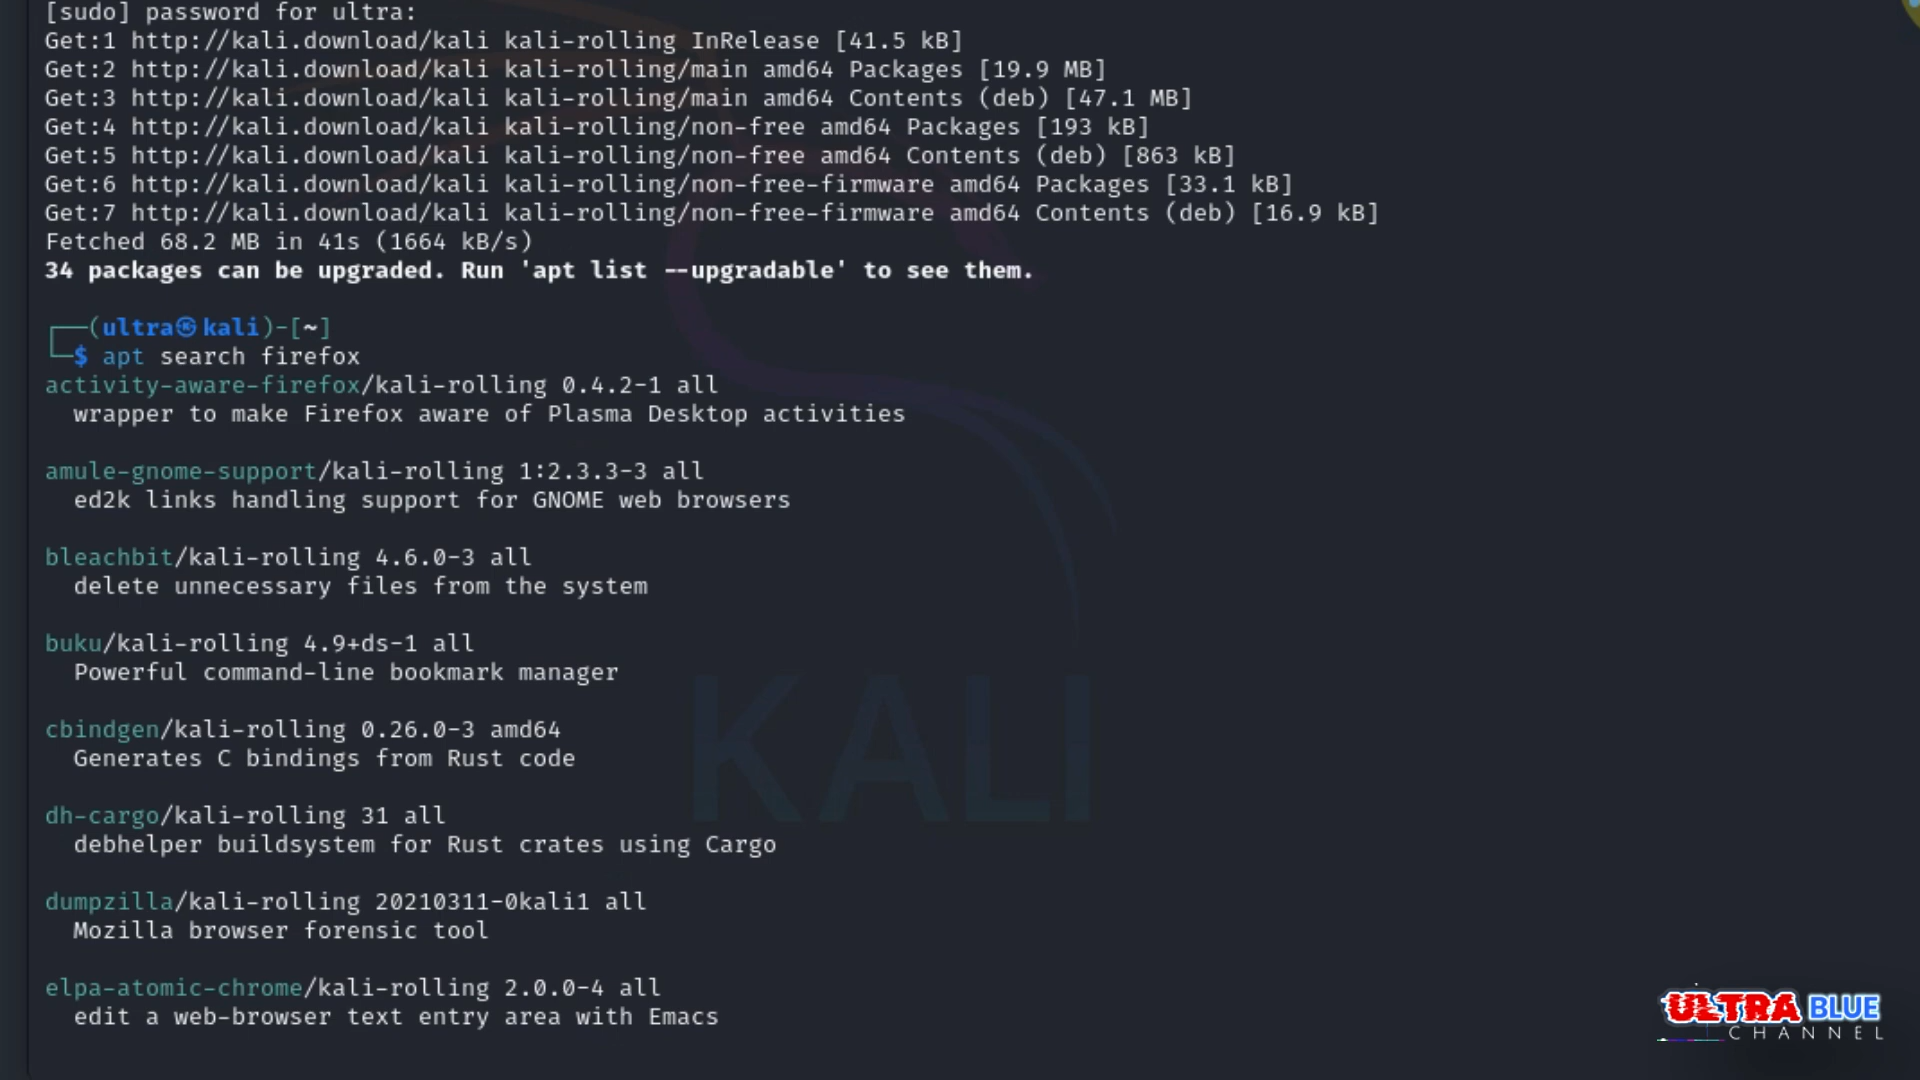 [sudo] password for ultra:
Get:1 http://kali.download/kali kali-rolling InRelease [41.5 kB]
Get:2 http://kali.download/kali kali-rolling/main amd64 Packages [19.9 MB]
Get:3 http://kali.download/kali kali-rolling/main amd64 Contents (deb) [47.1 MB]
Get:4 http://kali.download/kali kali-rolling/non-free amd64 Packages [193 kB]
Get:5 http://kali.download/kali kali-rolling/non-free amd64 Contents (deb) [863 kB]
Get:6 http://kali.download/kali kali-rolling/non-free-firmware amd64 Packages [33.1 kB]
Get:7 http://kali.download/kali kali-rolling/non-free-firmware amd64 Contents (deb) [16.9 kB]
Fetched 68.2 MB in 41s (1664 kB/s)
34 packages can be upgraded. Run 'apt list --upgradable' to see them.
┌──(ultra㉿kali)-[~]
└─$ apt search firefox
activity-aware-firefox/kali-rolling 0.4.2-1 all
wrapper to make Firefox aware of Plasma Desktop activities
amule-gnome-support/kali-rolling 1:2.3.3-3 all
ed2k links handling support for GNOME web browsers
bleachbit/kali-rolling 4.6.0-3 all
delete unnecessary files from the system
buku/kali-rolling 4.9+ds-1 all
Powerful command-line bookmark manager
cbindgen/kali-rolling 0.26.0-3 amd64
Generates C bindings from Rust code
dh-cargo/kali-rolling 31 all
debhelper buildsystem for Rust crates using Cargo
dumpzilla/kali-rolling 20210311-0kali1 all
Mozilla browser forensic tool
elpa-atomic-chrome/kali-rolling 2.0.0-4 all
edit a web-browser text entry area with Emacs
KALI
ULTRA BLUE
CHANNEL